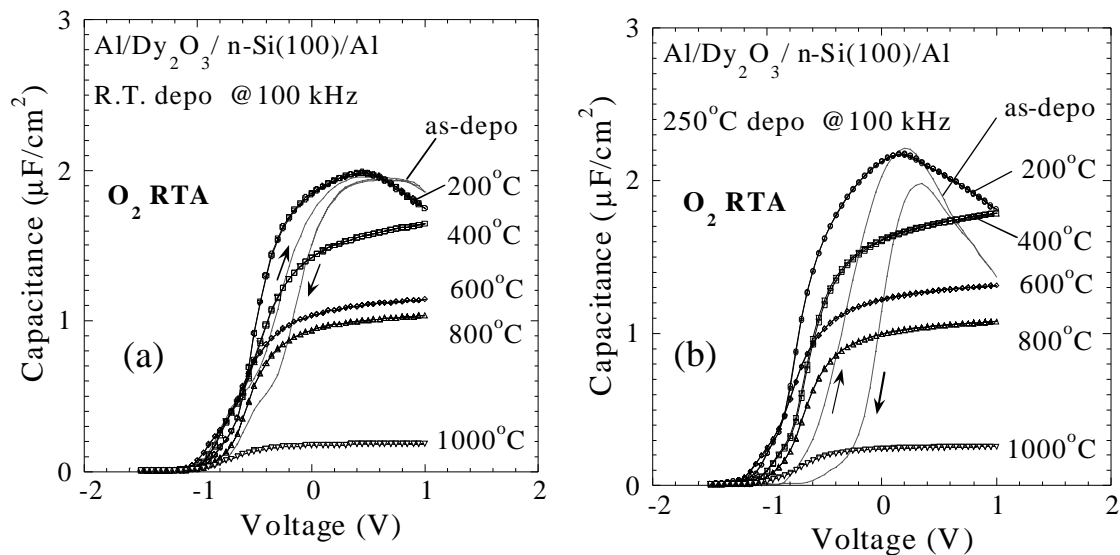 3
Al/Dy₂O₃/ n-Si(100)/Al
R.T. depo @100 kHz
as-depo
2
200°C
O₂ RTA
400°C
600°C
1
800°C
(a)
1000°C
0
-2 -1 0 1 2
Voltage (V)
Capacitance (µF/cm²)
3
Al/Dy₂O₃/ n-Si(100)/Al
as-depo
250°C depo @100 kHz
200°C
2
O₂ RTA
400°C
600°C
1
800°C
(b)
1000°C
0
-2 -1 0 1 2
Voltage (V)
Capacitance (µF/cm²)